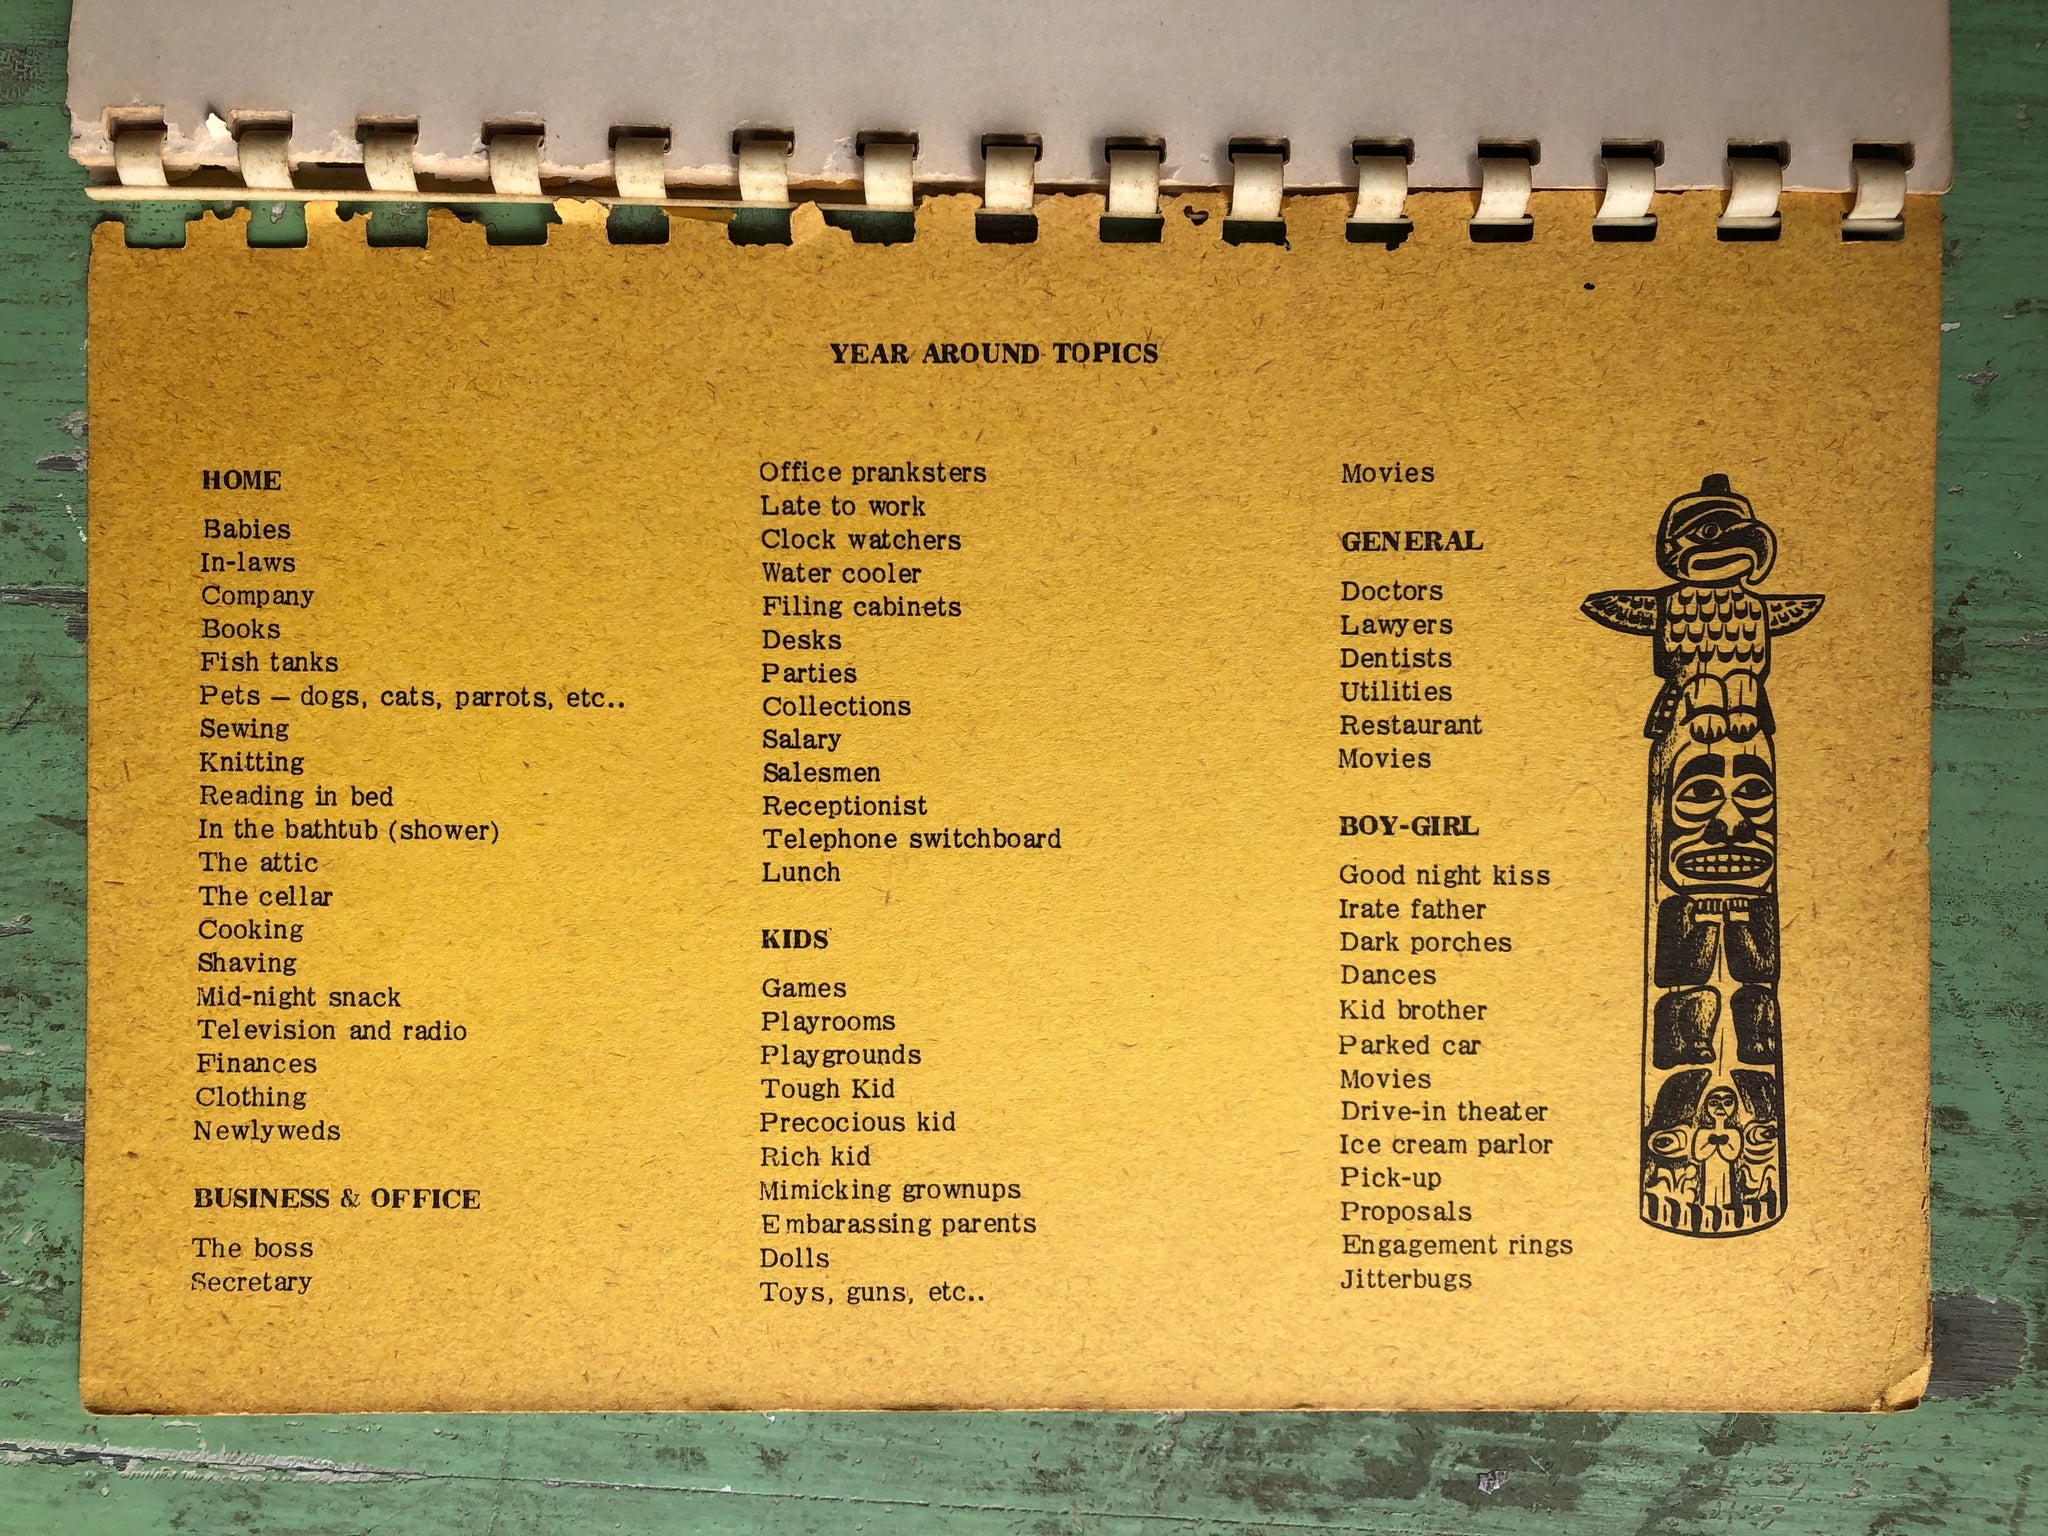 YEAR AROUND TOPICS
HOME
Babies
In-laws
Company
Books
Fish tanks
Pets — dogs, cats, parrots, etc..
Sewing
Knitting
Reading in bed
In the bathtub (shower)
The attic
The cellar
Cooking
Shaving
Mid-night snack
Television and radio
Finances
Clothing
Newlyweds
BUSINESS & OFFICE
The boss
Secretary
Office pranksters
Late to work
Clock watchers
Water cooler
Filing cabinets
Desks
Parties
Collections
Salary
Salesmen
Receptionist
Telephone switchboard
Lunch
KIDS
Games
Playrooms
Playgrounds
Tough Kid
Precocious kid
Rich kid
Mimicking grownups
Embarassing parents
Dolls
Toys, guns, etc..
Movies
GENERAL
Doctors
Lawyers
Dentists
Utilities
Restaurant
Movies
BOY-GIRL
Good night kiss
Irate father
Dark porches
Dances
Kid brother
Parked car
Movies
Drive-in theater
Ice cream parlor
Pick-up
Proposals
Engagement rings
Jitterbugs